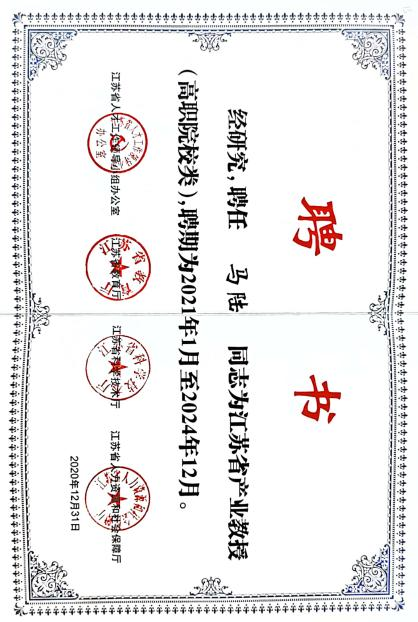 聘书
经研究，聘任 马陆 同志为江苏省产业教授
（高职院校类），聘期为2021年1月至2024年12月。
江苏省人才工作领导小组办公室 江苏省教育厅 江苏省科学技术厅 江苏省人力资源和社会保障厅
2020年12月31日